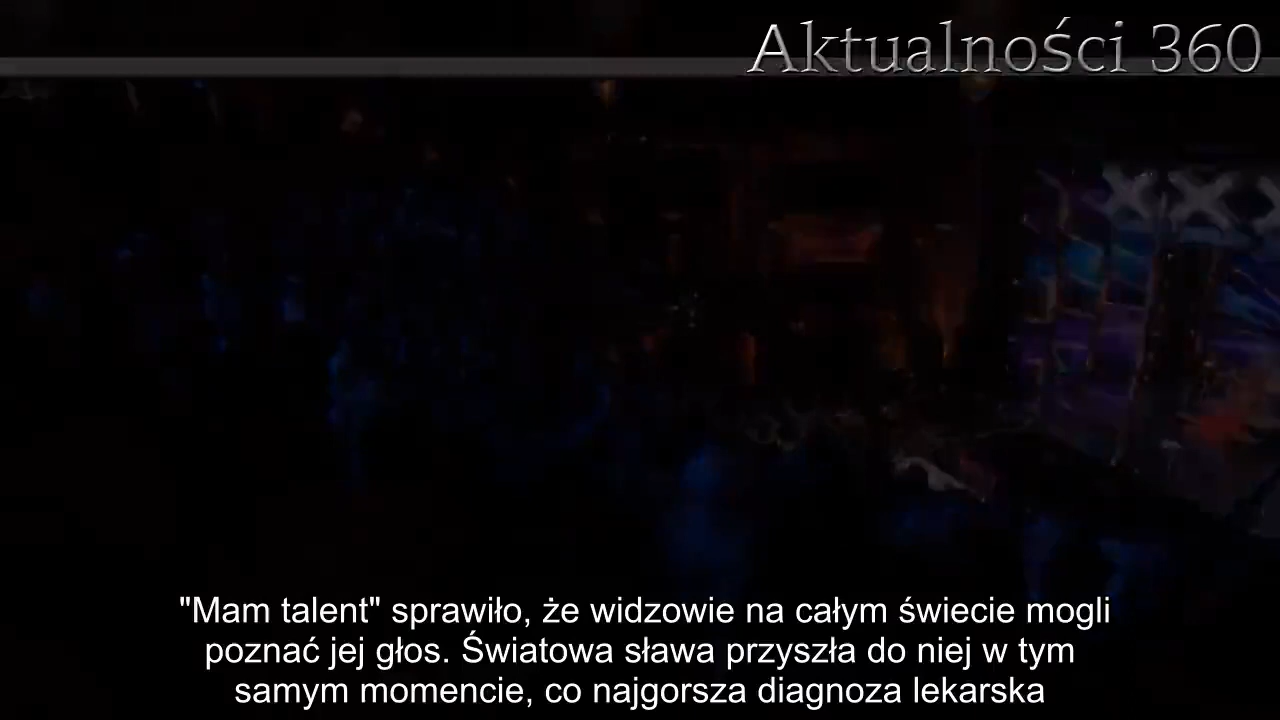 Aktualności 360
"Mam talent" sprawiło, że widzowie na całym świecie mogli
poznać jej głos. Światowa sława przyszła do niej w tym
samym momencie, co najgorsza diagnoza lekarska